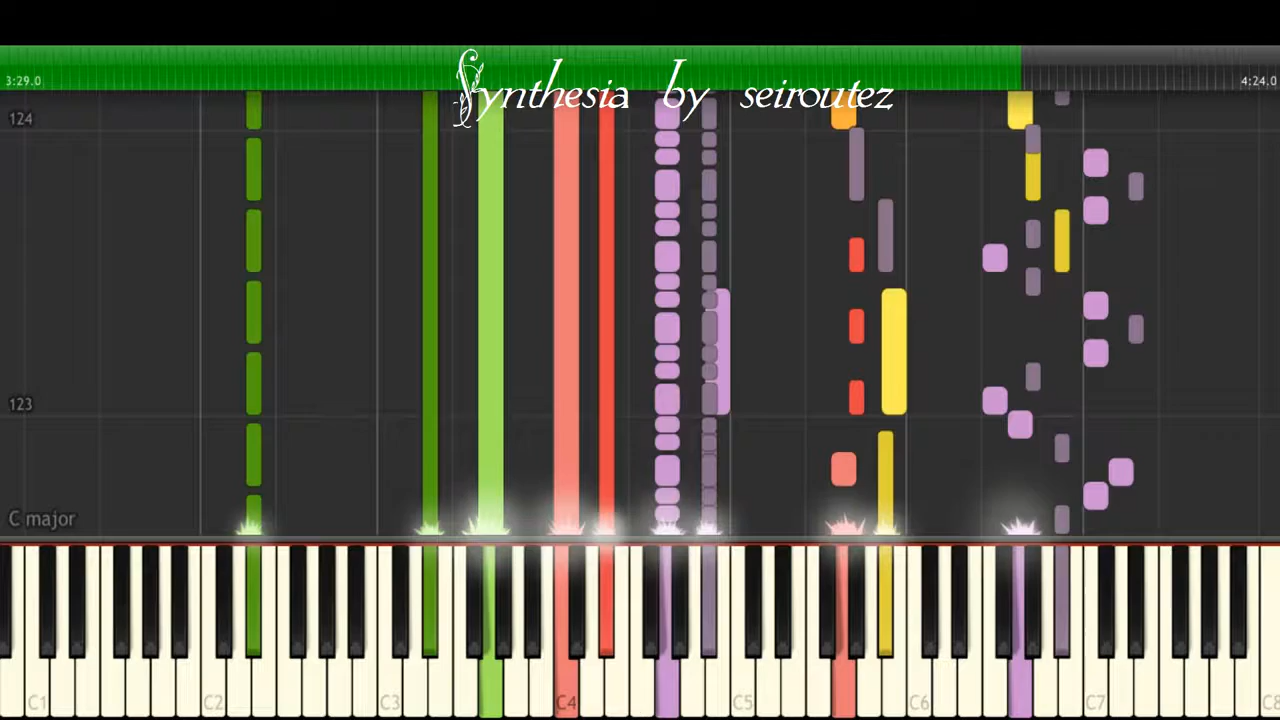 Synthesia by seiroutez
3:29.0
4:24.0
124
123
C major
C1 C2 C3 C4 C5 C6 C7 C8